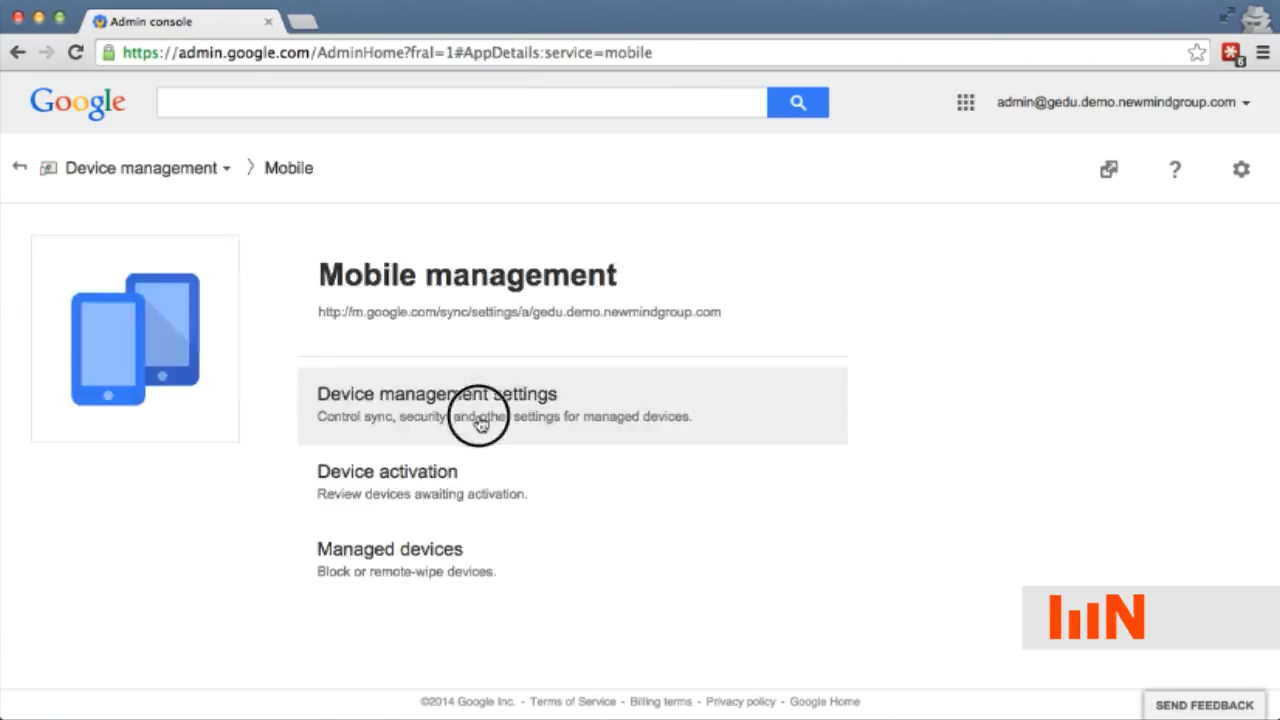 Admin console
https://admin.google.com/AdminHome?fral=1#AppDetails:service=mobile
6
Google
admin@gedu.demo.newmindgroup.com
Device management
Mobile
?
Mobile management
http://m.google.com/sync/settings/a/gedu.demo.newmindgroup.com
Device management settings
Control sync, security and other settings for managed devices.
Device activation
Review devices awaiting activation.
Managed devices
Block or remote-wipe devices.
N
©2014 Google Inc. - Terms of Service - Billing terms - Privacy policy - Google Home
SEND FEEDBACK